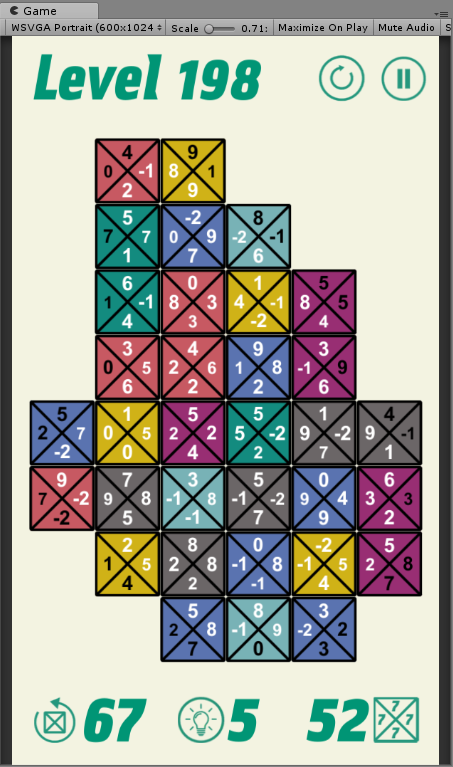 Game
WSVGA Portrait (600x1024 Scale 0.71: Maximize On Play Mute Audio S
Level 198
4 9
0 -1 8 1
2 9
5 -2 8
7 7 0 9 -2 -1
1 7 6
6 0 1 5
1 -1 8 3 4 -1 8 5
4 3 -2 4
3 4 9 3
0 5 2 6 1 8 -1 9
6 2 2 6
5 1 5 5 1 4
2 7 0 5 2 2 5 -2 9 -2 9 -1
-2 0 4 2 7 1
9 7 3 5 0 6
7 -2 9 8 -1 8 -1 -2 9 4 3 3
-2 5 -1 7 9 2
2 8 0 -2 5
1 5 2 8 -1 8 -1 5 2 8
4 2 -1 4 7
5 8 3
2 8 -1 9 -2 2
7 0 3
67 5 52 7
7 7
7